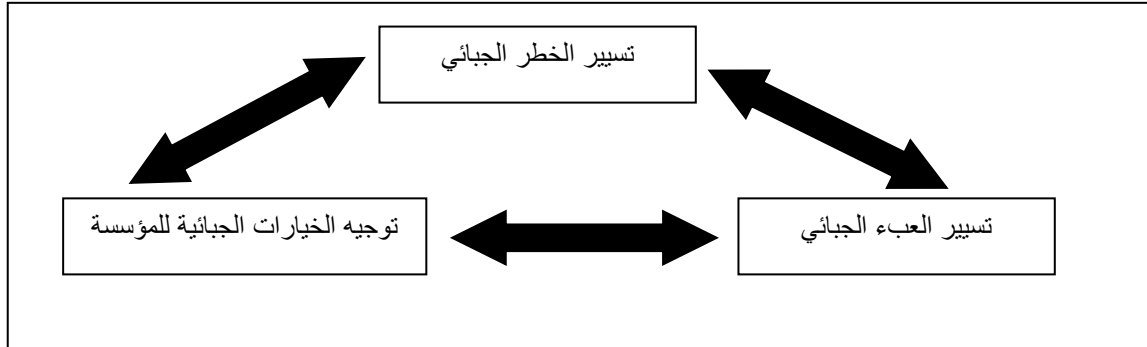 تسيير الخطر الجبائي
تسيير العبء الجبائي
توجيه الخيارات الجبائية للمؤسسة